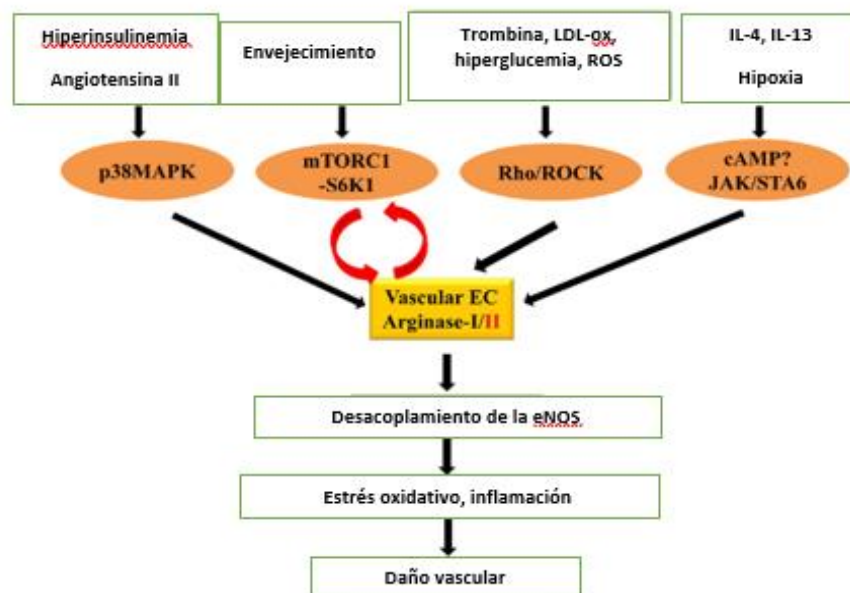 Hiperinsulinemia
Angiotensina II
Envejecimiento
Trombina, LDL-ox,
hiperglucemia, ROS
IL-4, IL-13
Hipoxia
p38MAPK
mTORC1
-S6K1
Rho/ROCK
cAMP?
JAK/STA6
Vascular EC
Arginase-I/II
Desacoplamiento de la eNOS
Estrés oxidativo, inflamación
Daño vascular